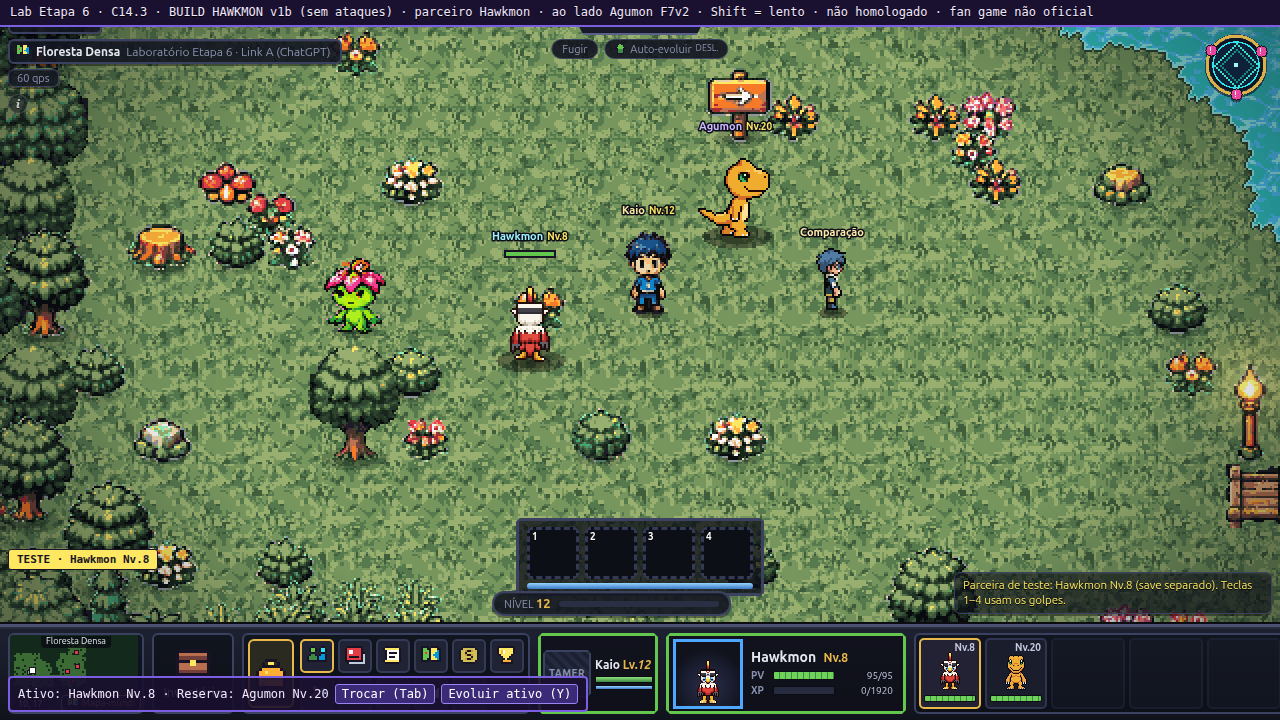 Lab Etapa 6 · C14.3 · BUILD HAWKMON v1b (sem ataques) · parceiro Hawkmon · ao lado Agumon F7v2 · Shift = lento · não homologado · fan game não oficial
Floresta Densa Laboratório Etapa 6 · Link A (ChatGPT)
Fugir
Auto-evoluir DESL.
60 qps
i
Agumon Nv.20
Kaio Nv.12
Comparação
Hawkmon Nv.8
1 2 3 4
TESTE · Hawkmon Nv.8
Parceira de teste: Hawkmon Nv.8 (save separado). Teclas
1–4 usam os golpes.
NÍVEL 12
Floresta Densa
TAMER
Kaio Lv.12
Hawkmon Nv.8
PV 95/95
XP 0/1920
Nv.8
Nv.20
Ativo: Hawkmon Nv.8 · Reserva: Agumon Nv.20 Trocar (Tab) Evoluir ativo (Y)